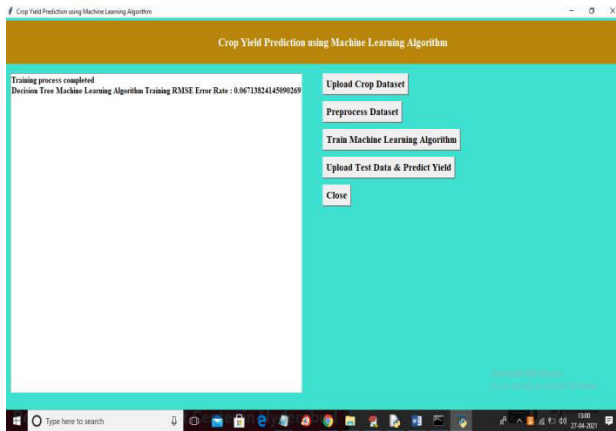 Crop Yield Prediction using Machine Learning Algorithm
Crop Yield Prediction using Machine Learning Algorithm
Training process completed
Decision Tree Machine Learning Algorithm Training RMSE Error Rate : 0.06713824145090269
Upload Crop Dataset
Preprocess Dataset
Train Machine Learning Algorithm
Upload Test Data & Predict Yield
Close
Type here to search
13:00
27-04-2021